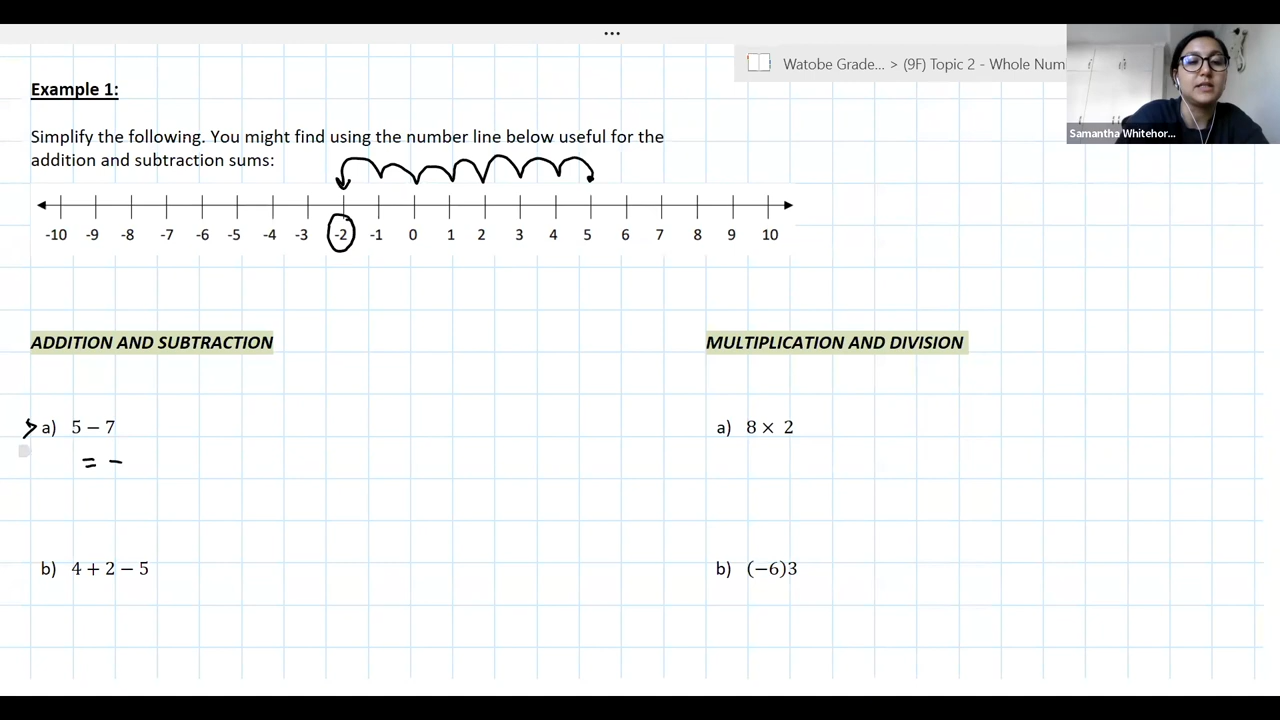 ...
Watobe Grade... > (9F) Topic 2 - Whole Num
Samantha Whitehor...
Example 1:
Simplify the following. You might find using the number line below useful for the
addition and subtraction sums:
-10 -9 -8 -7 -6 -5 -4 -3 -2 -1 0 1 2 3 4 5 6 7 8 9 10
ADDITION AND SUBTRACTION
a) 5 − 7
= −
b) 4 + 2 − 5
MULTIPLICATION AND DIVISION
a) 8 × 2
b) (−6)3